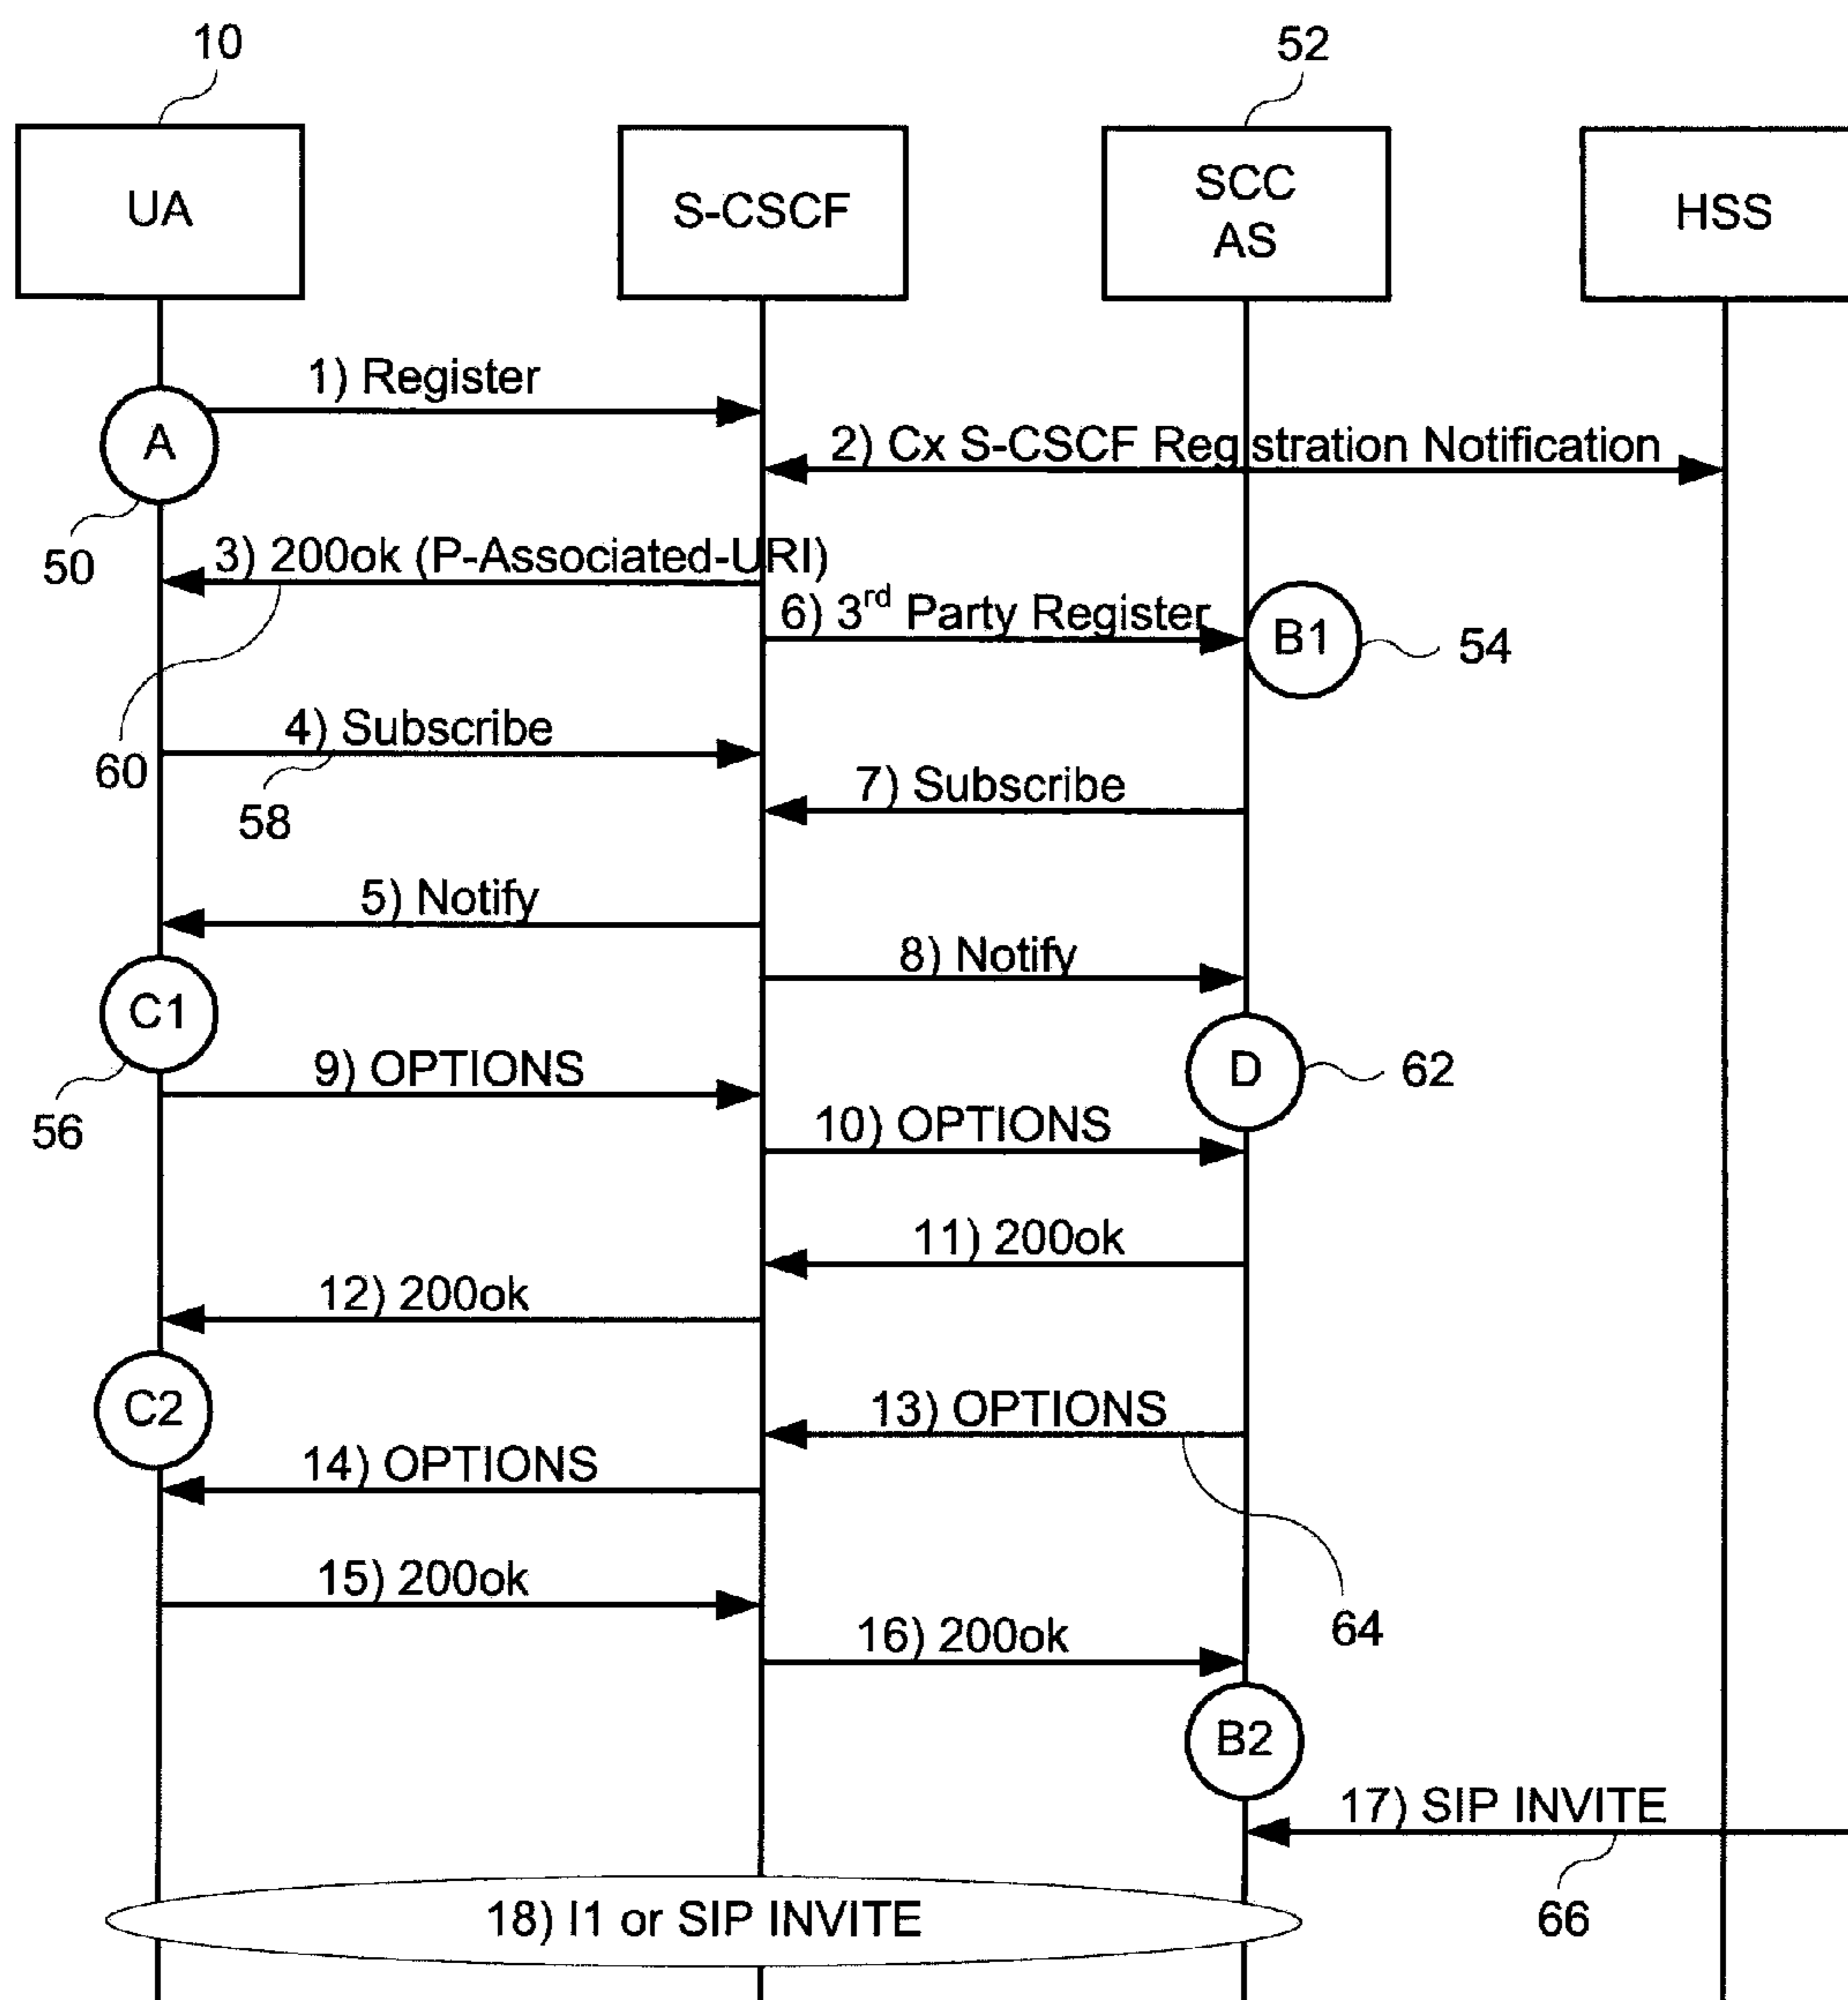 10
52
UA
S-CSCF
SCC
AS
HSS
1) Register
A
2) Cx S-CSCF Registration Notification
50
3) 200ok (P-Associated-URI)
6) 3rd Party Register
B1
54
60
4) Subscribe
58
7) Subscribe
5) Notify
8) Notify
C1
56
9) OPTIONS
D
62
10) OPTIONS
11) 200ok
12) 200ok
C2
13) OPTIONS
14) OPTIONS
64
15) 200ok
16) 200ok
B2
17) SIP INVITE
66
18) I1 or SIP INVITE